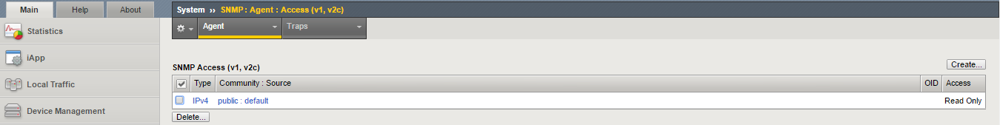 Main Help About
System ›› SNMP : Agent : Access (v1, v2c)
Agent Traps
Statistics
iApp
Local Traffic
Device Management
SNMP Access (v1, v2c) Create...
Type Community : Source OID Access
IPv4 public : default Read Only
Delete...